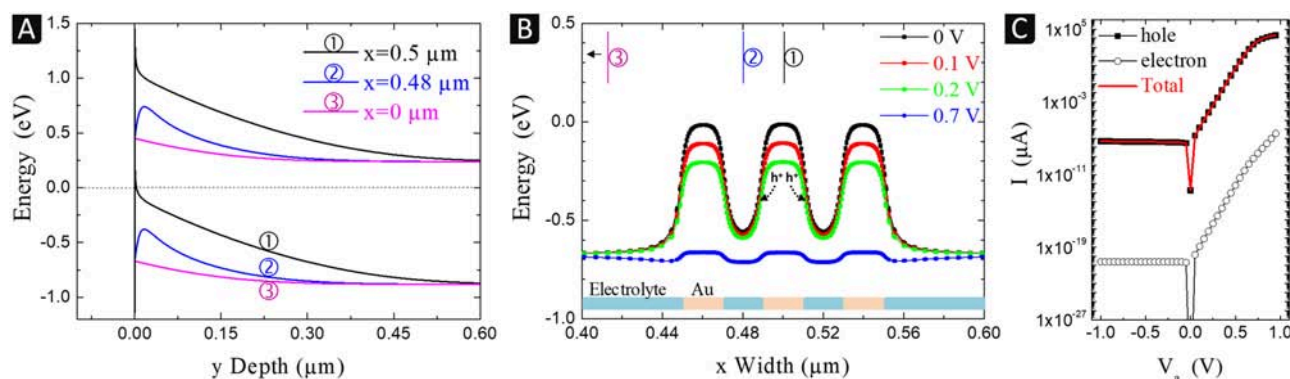 A
1.5
1.0
0.5
0.0
-0.5
-1.0
Energy (eV)
① x=0.5 µm
② x=0.48 µm
③ x=0 µm
①
②
③
0.00 0.15 0.30 0.45 0.60
y Depth (µm)
B
0.5
0.0
-0.5
-1.0
Energy (eV)
③ ② ①
0 V
0.1 V
0.2 V
0.7 V
h⁺ h⁺
Electrolyte Au
0.40 0.44 0.48 0.52 0.56 0.60
x Width (µm)
C
1x10⁵
1x10⁻³
1x10⁻¹¹
1x10⁻¹⁹
1x10⁻²⁷
I (µA)
hole
electron
Total
-1.0 -0.5 0.0 0.5 1.0
(V)